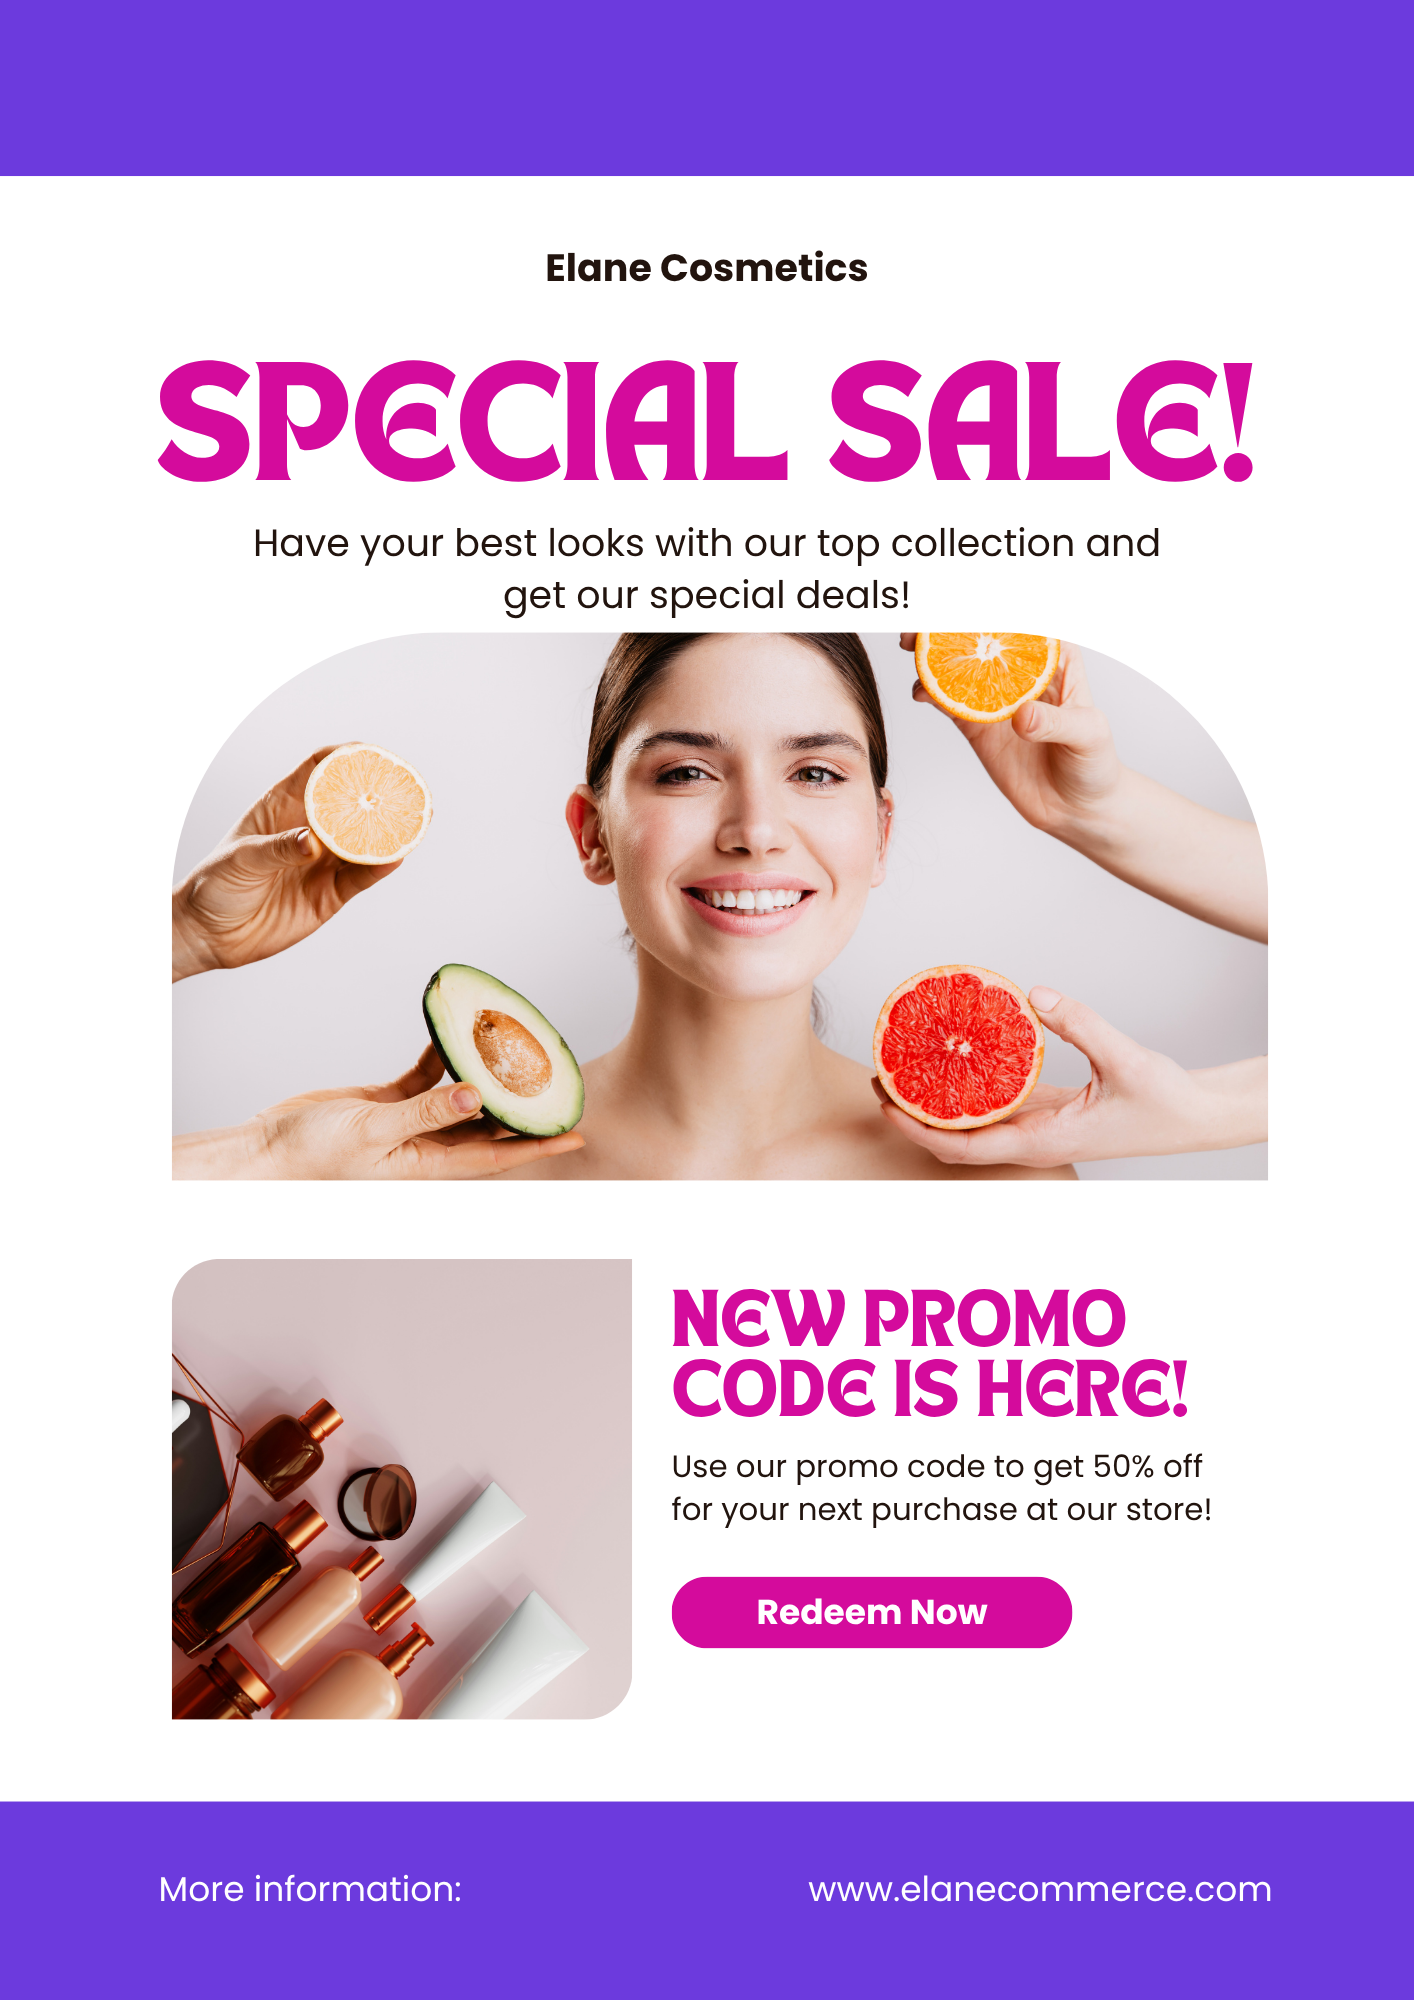 Elane Cosmetics
SPECIAL SALE!
Have your best looks with our top collection and
get our special deals!
NEW PROMO
CODE IS HERE!
Use our promo code to get 50% off
for your next purchase at our store!
Redeem Now
More information:
www.elanecommerce.com